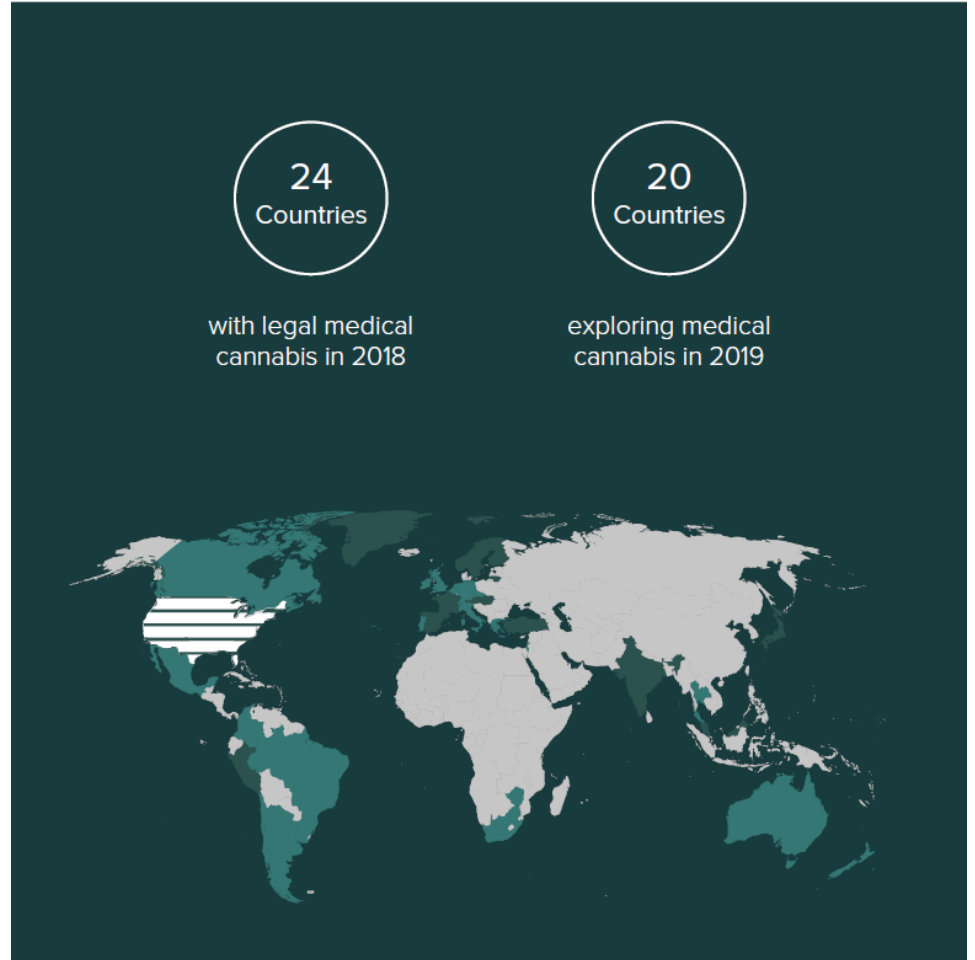 24
Countries
with legal medical
cannabis in 2018
20
Countries
exploring medical
cannabis in 2019